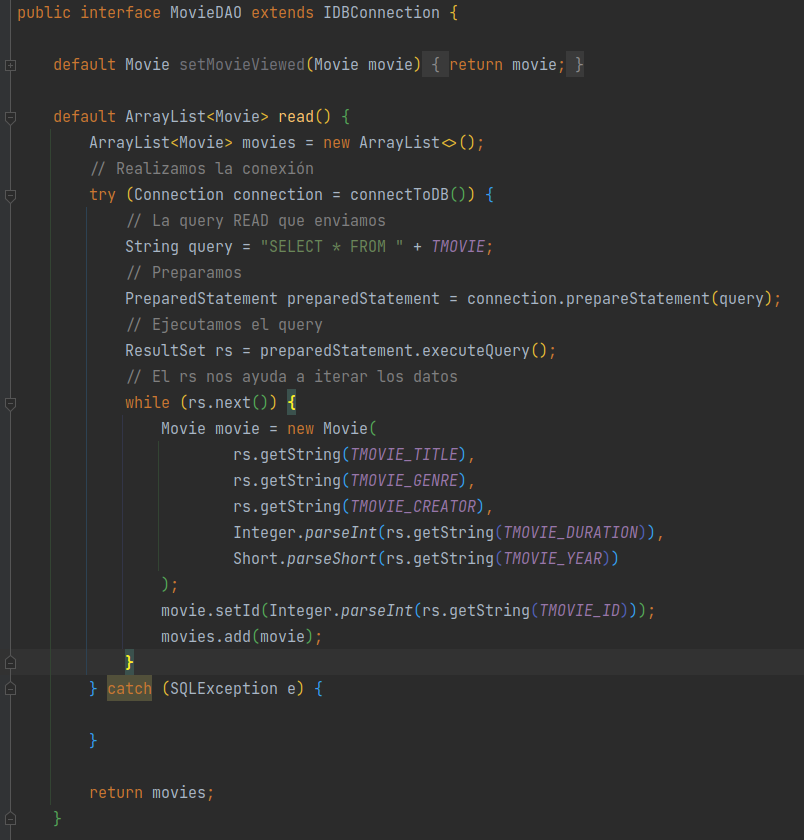 public interface MovieDAO extends IDBConnection {
default Movie setMovieViewed(Movie movie) { return movie; }
default ArrayList<Movie> read() {
ArrayList<Movie> movies = new ArrayList<>();
// Realizamos la conexión
try (Connection connection = connectToDB()) {
// La query READ que enviamos
String query = "SELECT * FROM " + TMOVIE;
// Preparamos
PreparedStatement preparedStatement = connection.prepareStatement(query);
// Ejecutamos el query
ResultSet rs = preparedStatement.executeQuery();
// El rs nos ayuda a iterar los datos
while (rs.next()) {
Movie movie = new Movie(
rs.getString(TMOVIE_TITLE),
rs.getString(TMOVIE_GENRE),
rs.getString(TMOVIE_CREATOR),
Integer.parseInt(rs.getString(TMOVIE_DURATION)),
Short.parseShort(rs.getString(TMOVIE_YEAR))
);
movie.setId(Integer.parseInt(rs.getString(TMOVIE_ID)));
movies.add(movie);
}
} catch (SQLException e) {
}
return movies;
}